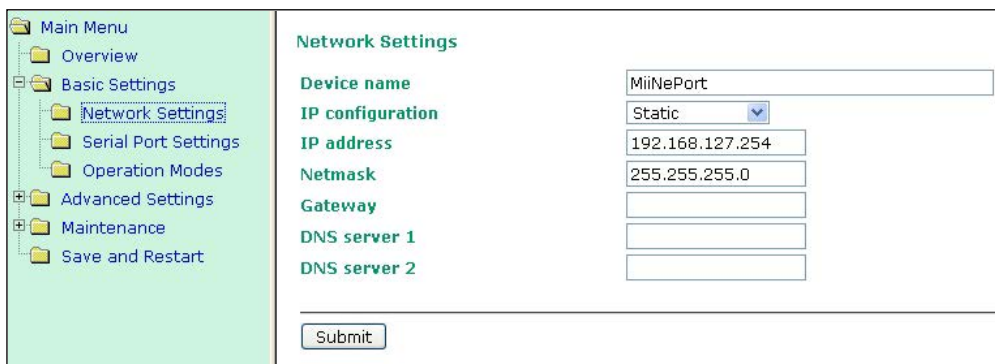 Main Menu
Overview
Basic Settings
Network Settings
Serial Port Settings
Operation Modes
Advanced Settings
Maintenance
Save and Restart
Network Settings
Device name MiiNePort
IP configuration Static
IP address 192.168.127.254
Netmask 255.255.255.0
Gateway
DNS server 1
DNS server 2
Submit